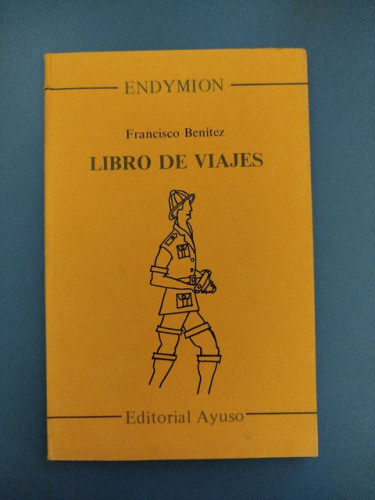 ENDYMION
Francisco Benítez
LIBRO DE VIAJES
Editorial Ayuso